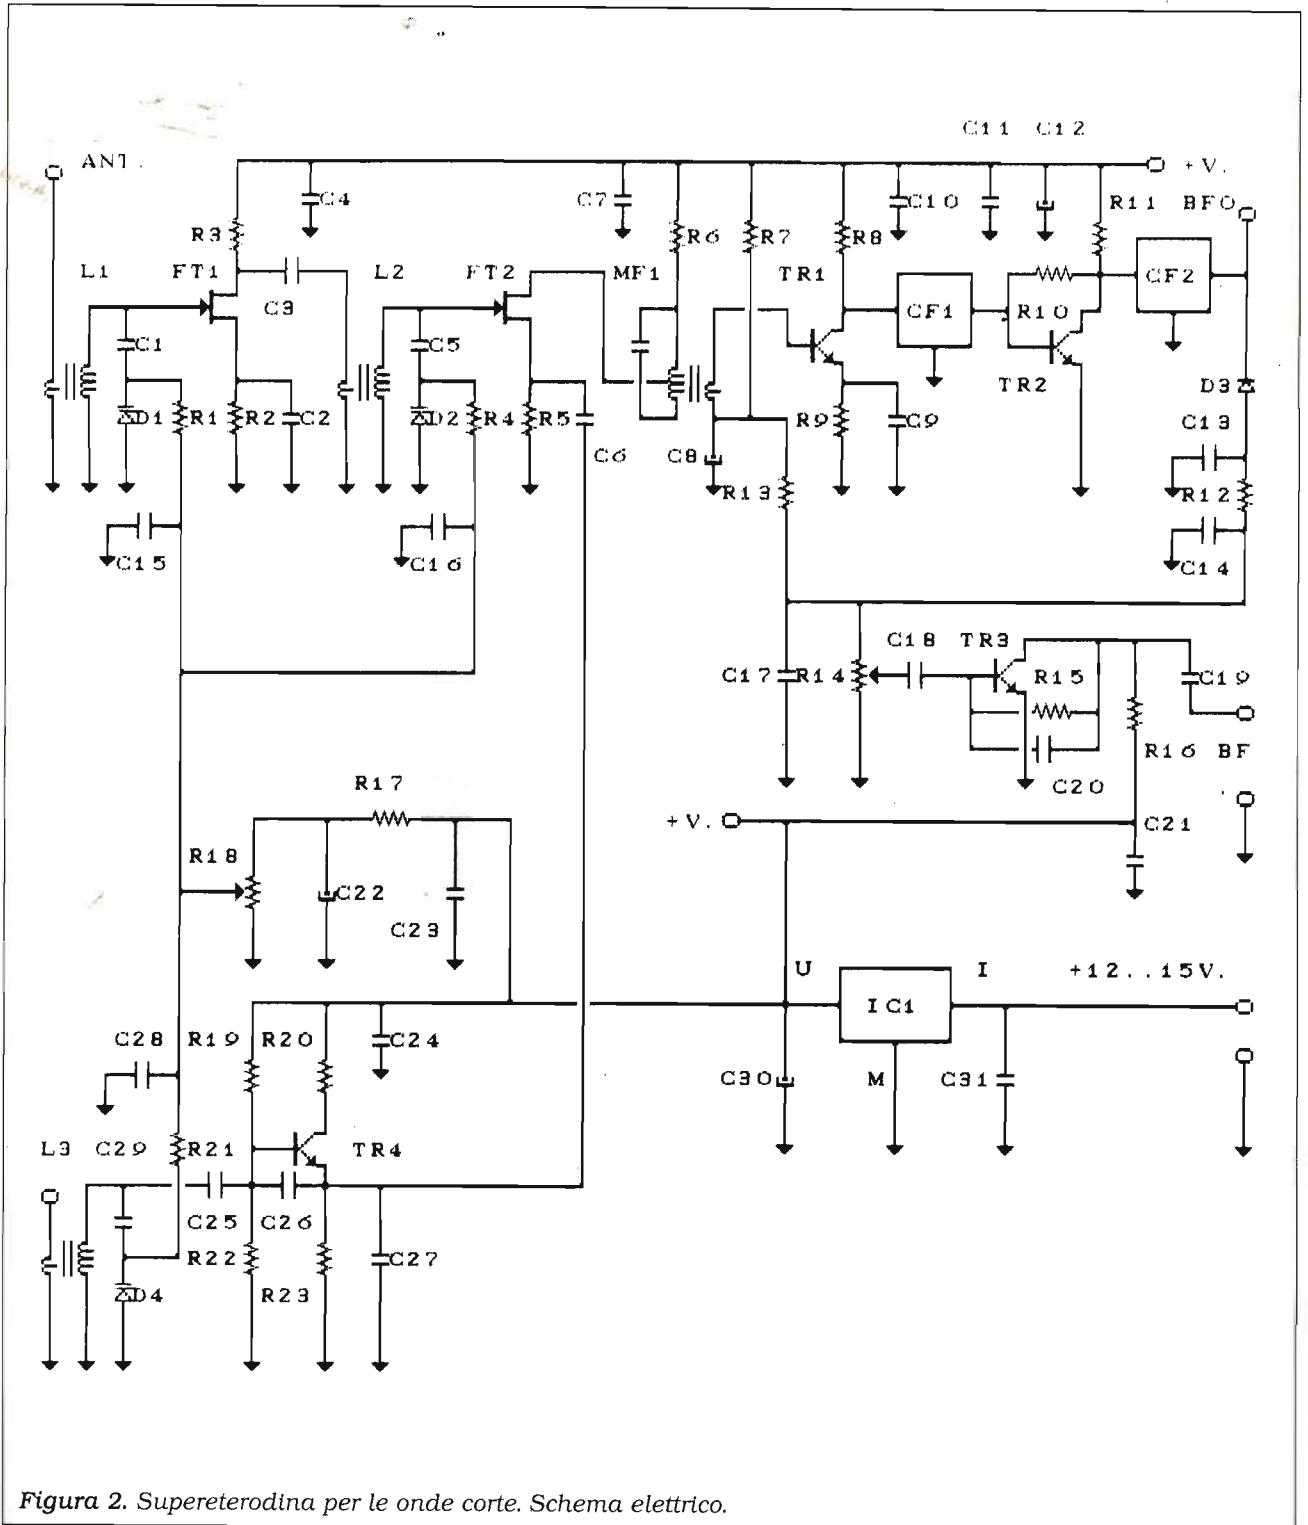 C11 C12
ANT.
+V.
C4 C7 C10 R11 BFO
R3 R6 R7 R8
L1 FT1 L2 FT2 MF1 TR1 CF2
C3 CF1 R10
C1 C5
TR2 D3
D1 R1 R2 C2 D2 R4 R5 R9 C9 C13
C6 C8
R13 R12
C15 C16 C14
C18 TR3
C17 R14 R15 C19
R16 BF
R17 C20
+V. C21
R18
C22
C23
U I +12..15V.
IC1
C28 R19 R20 C24
C30 M C31
L3 C29 R21 TR4
C25 C26
R22 C27
D4 R23
Figura 2. Supereterodina per le onde corte. Schema elettrico.